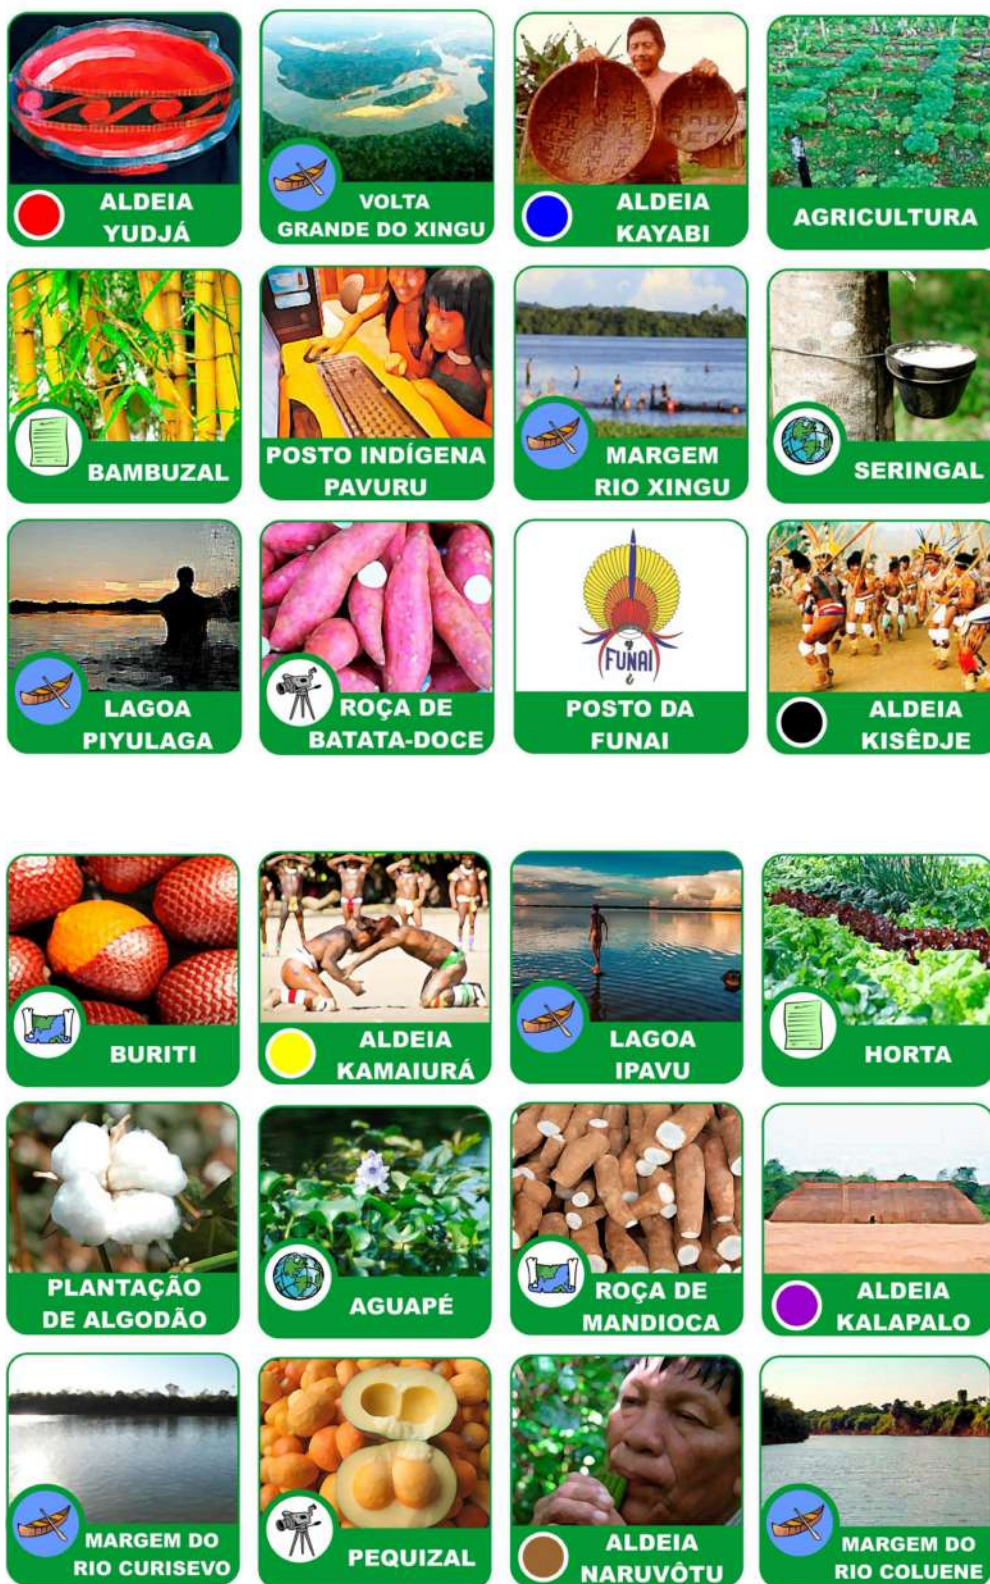 ALDEIA
YUDJÁ
VOLTA
GRANDE DO XINGU
ALDEIA
KAYABI
AGRICULTURA
BAMBUZAL
POSTO INDÍGENA
PAVURU
MARGEM
RIO XINGU
SERINGAL
LAGOA
PIYULAGA
ROÇA DE
BATATA-DOCE
FUNAI
POSTO DA
FUNAI
ALDEIA
KISÊDJE
BURITI
ALDEIA
KAMAIURÁ
LAGOA
IPAVU
HORTA
PLANTAÇÃO
DE ALGODÃO
AGUAPÉ
ROÇA DE
MANDIOCA
ALDEIA
KALAPALO
MARGEM DO
RIO CURISEVO
PEQUIZAL
ALDEIA
NARUVÔTU
MARGEM DO
RIO COLUENE